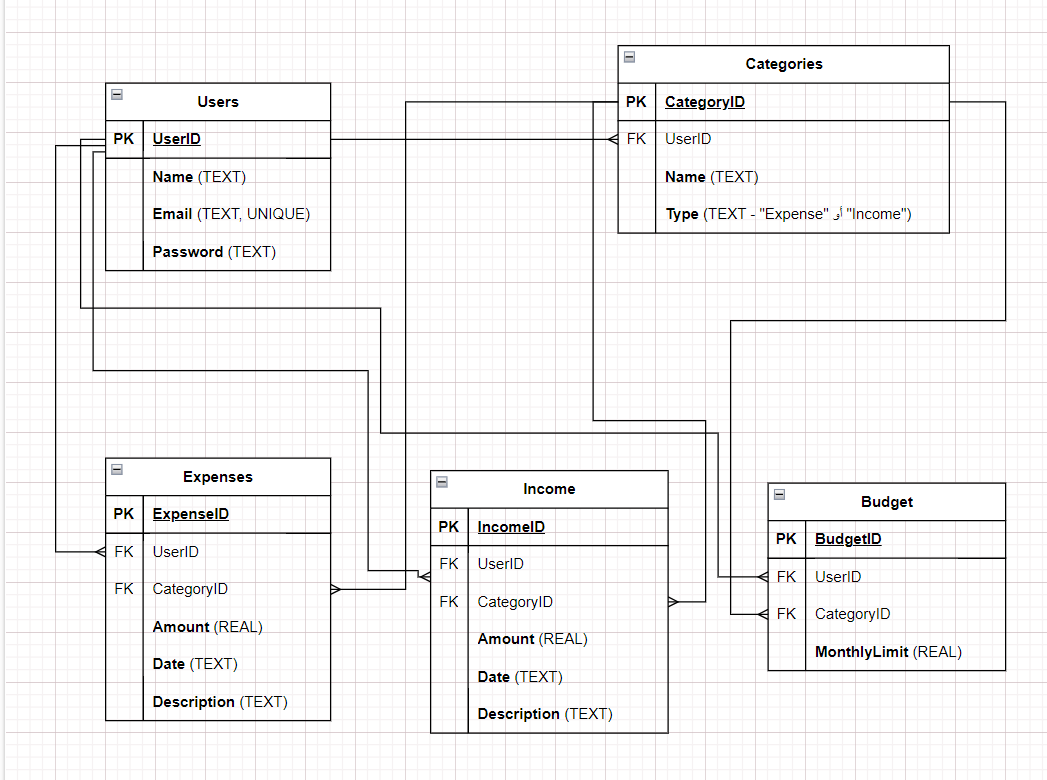 Users
PK UserID
Name (TEXT)
Email (TEXT, UNIQUE)
Password (TEXT)
Categories
PK CategoryID
FK UserID
Name (TEXT)
Type (TEXT - "Expense" أو "Income")
Expenses
PK ExpenseID
FK UserID
FK CategoryID
Amount (REAL)
Date (TEXT)
Description (TEXT)
Income
PK IncomeID
FK UserID
FK CategoryID
Amount (REAL)
Date (TEXT)
Description (TEXT)
Budget
PK BudgetID
FK UserID
FK CategoryID
MonthlyLimit (REAL)